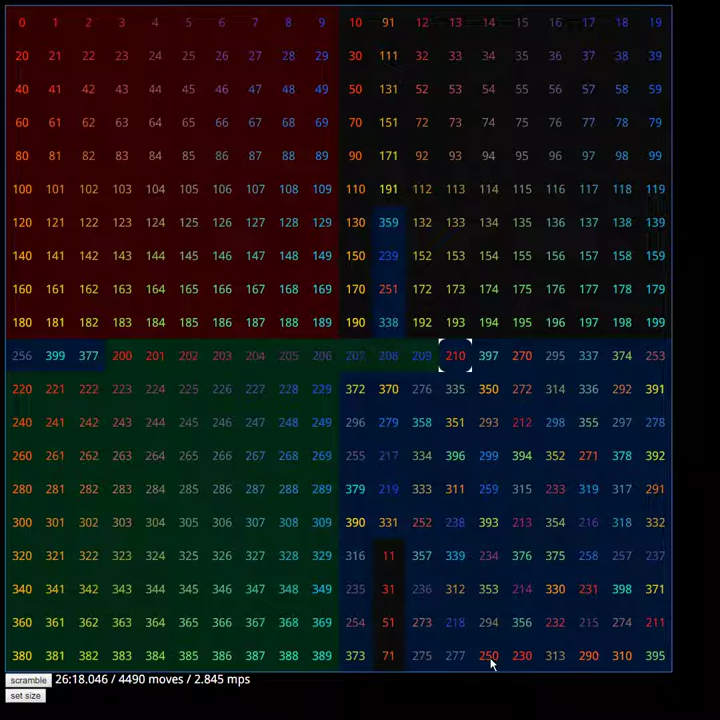 0 1 2 3 4 5 6 7 8 9 10 91 12 13 14 15 16 17 18 19
20 21 22 23 24 25 26 27 28 29 30 111 32 33 34 35 36 37 38 39
40 41 42 43 44 45 46 47 48 49 50 131 52 53 54 55 56 57 58 59
60 61 62 63 64 65 66 67 68 69 70 151 72 73 74 75 76 77 78 79
80 81 82 83 84 85 86 87 88 89 90 171 92 93 94 95 96 97 98 99
100 101 102 103 104 105 106 107 108 109 110 191 112 113 114 115 116 117 118 119
120 121 122 123 124 125 126 127 128 129 130 359 132 133 134 135 136 137 138 139
140 141 142 143 144 145 146 147 148 149 150 239 152 153 154 155 156 157 158 159
160 161 162 163 164 165 166 167 168 169 170 251 172 173 174 175 176 177 178 179
180 181 182 183 184 185 186 187 188 189 190 338 192 193 194 195 196 197 198 199
256 399 377 200 201 202 203 204 205 206 207 208 209 210 397 270 295 337 374 253
220 221 222 223 224 225 226 227 228 229 372 370 276 335 350 272 314 336 292 391
240 241 242 243 244 245 246 247 248 249 296 279 358 351 293 212 298 355 297 278
260 261 262 263 264 265 266 267 268 269 255 217 334 396 299 394 352 271 378 392
280 281 282 283 284 285 286 287 288 289 379 219 333 311 259 315 233 319 317 291
300 301 302 303 304 305 306 307 308 309 390 331 252 238 393 213 354 216 318 332
320 321 322 323 324 325 326 327 328 329 316 11 357 339 234 376 375 258 257 237
340 341 342 343 344 345 346 347 348 349 235 31 236 312 353 214 330 231 398 371
360 361 362 363 364 365 366 367 368 369 254 51 273 218 294 356 232 215 274 211
380 381 382 383 384 385 386 387 388 389 373 71 275 277 250 230 313 290 310 395
scramble 26:18.046 / 4490 moves / 2.845 mps
set size